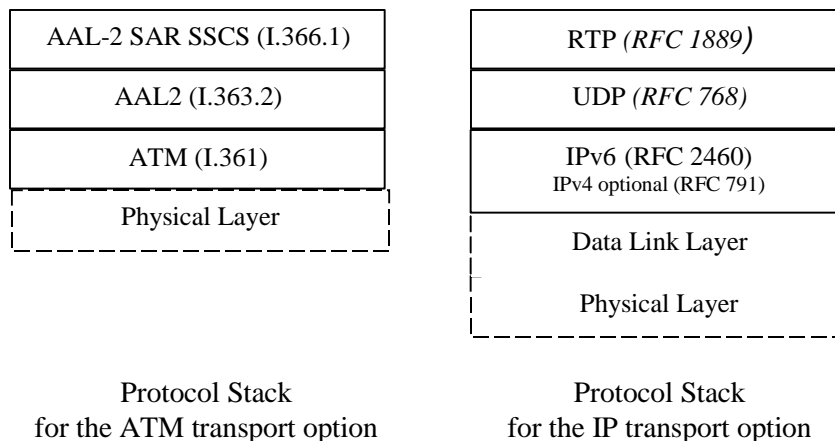 AAL-2 SAR SSCS (I.366.1)
AAL2 (I.363.2)
ATM (I.361)
Physical Layer
Protocol Stack
for the ATM transport option
RTP (RFC 1889)
UDP (RFC 768)
IPv6 (RFC 2460)
IPv4 optional (RFC 791)
Data Link Layer
Physical Layer
Protocol Stack
for the IP transport option